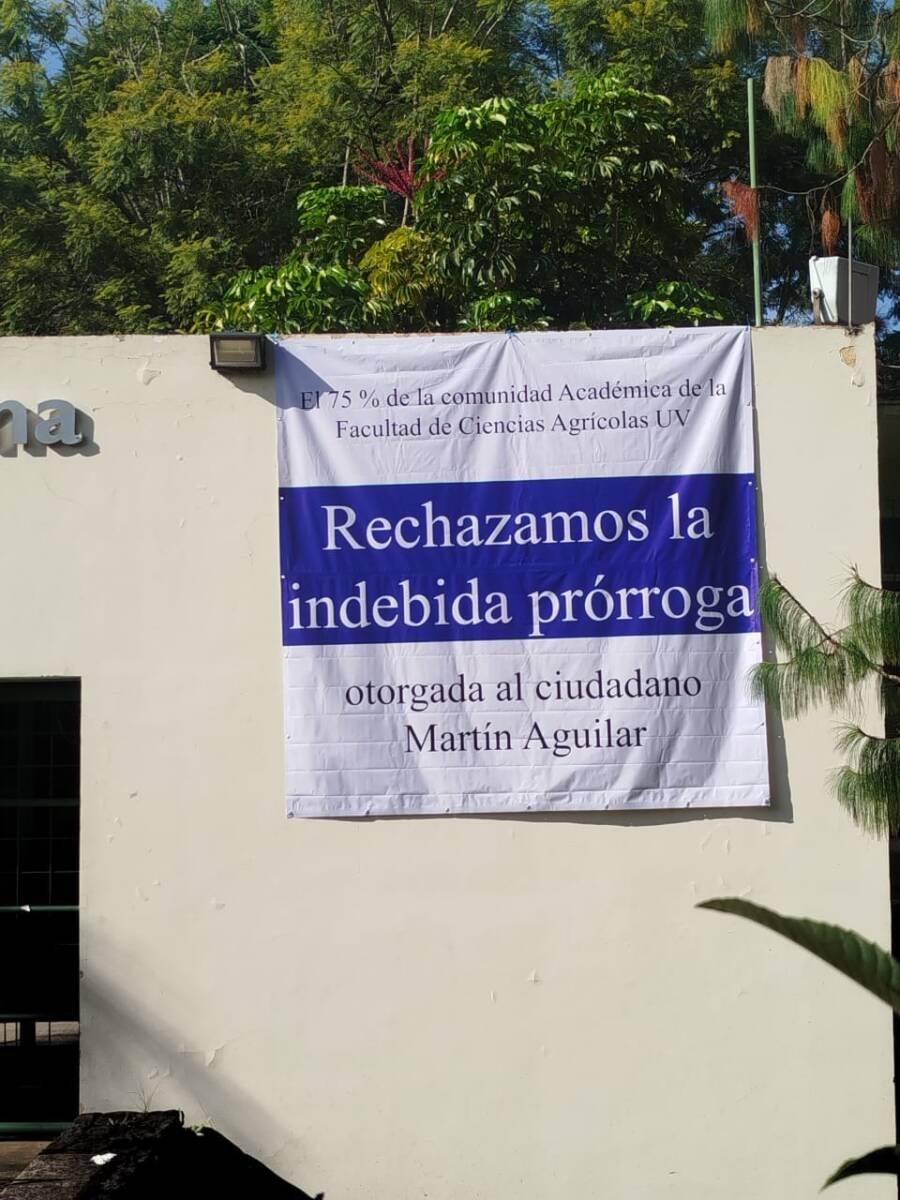 na
El 75 % de la comunidad Académica de la
Facultad de Ciencias Agrícolas UV
Rechazamos la
indebida prórroga
otorgada al ciudadano
Martín Aguilar